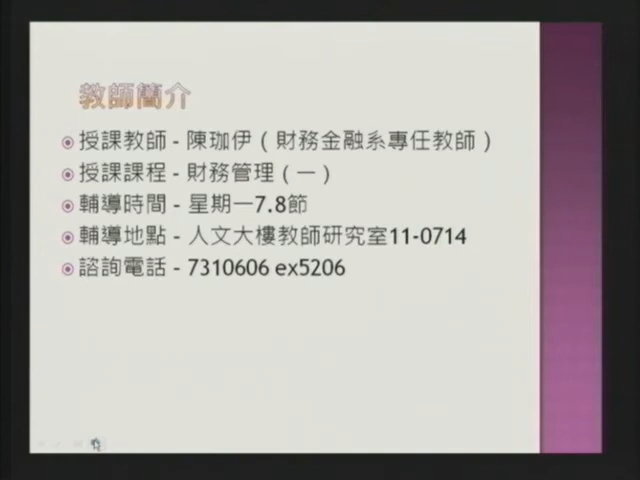 教師簡介
授課教師 - 陳珈伊（財務金融系專任教師）
授課課程 - 財務管理（一）
輔導時間 - 星期一7.8節
輔導地點 - 人文大樓教師研究室11-0714
諮詢電話 - 7310606 ex5206